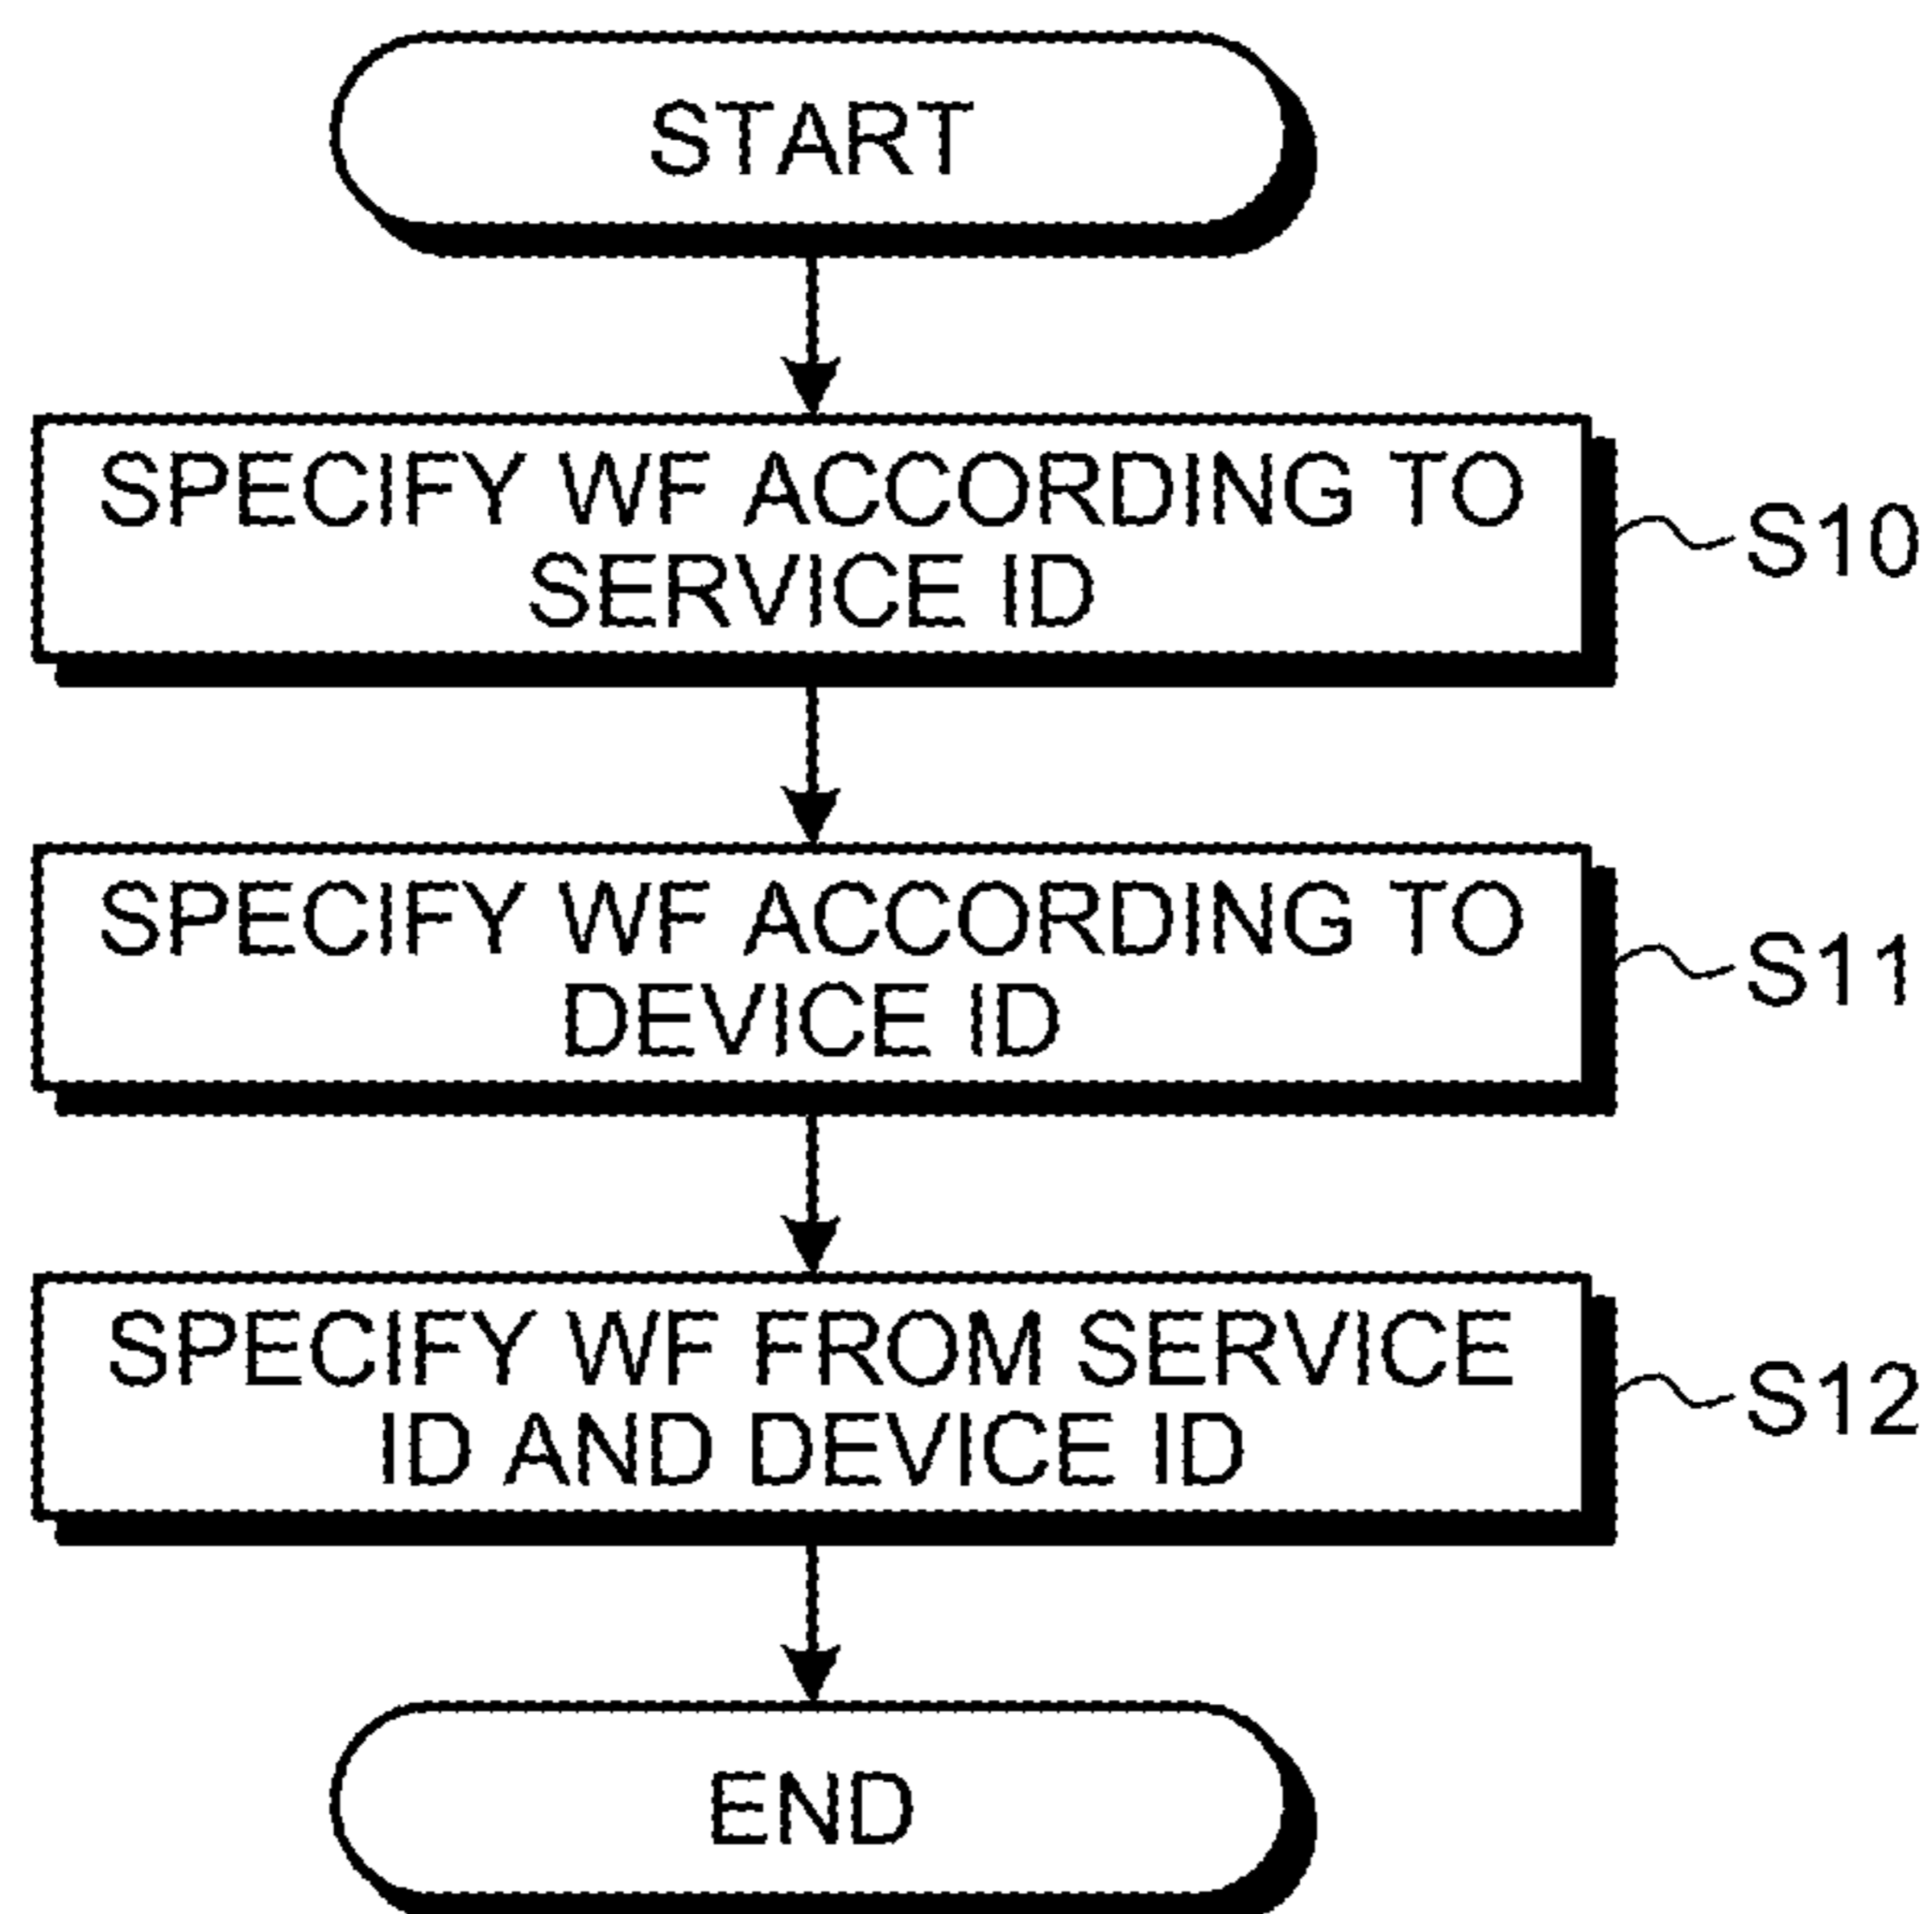 START
SPECIFY WF ACCORDING TO
SERVICE ID
S10
SPECIFY WF ACCORDING TO
DEVICE ID
S11
SPECIFY WF FROM SERVICE
ID AND DEVICE ID
S12
END